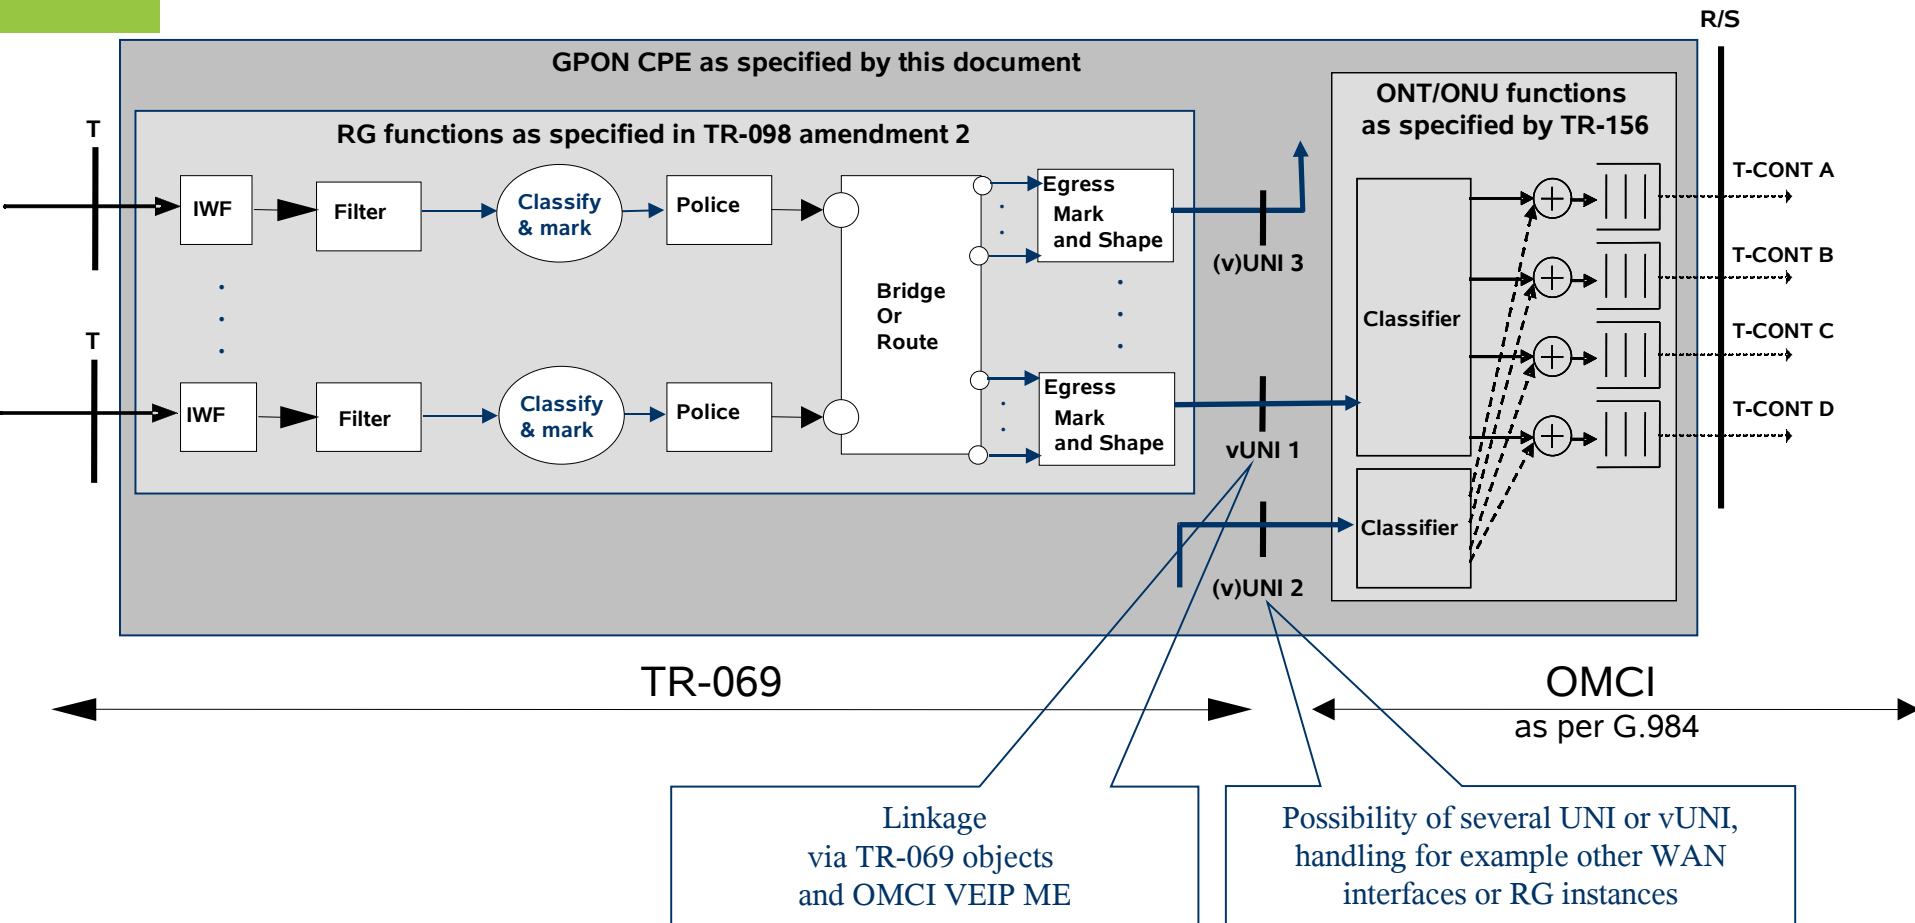 R/S
GPON CPE as specified by this document
ONT/ONU functions
as specified by TR-156
T
RG functions as specified in TR-098 amendment 2
IWF
Filter
Classify
& mark
Police
Egress
Mark
and Shape
(v)UNI 3
T-CONT A
T-CONT B
Bridge
Or
Route
Classifier
T
T-CONT C
IWF
Filter
Classify
& mark
Police
Egress
Mark
and Shape
vUNI 1
T-CONT D
Classifier
(v)UNI 2
TR-069
OMCI
as per G.984
Linkage
via TR-069 objects
and OMCI VEIP ME
Possibility of several UNI or vUNI,
handling for example other WAN
interfaces or RG instances